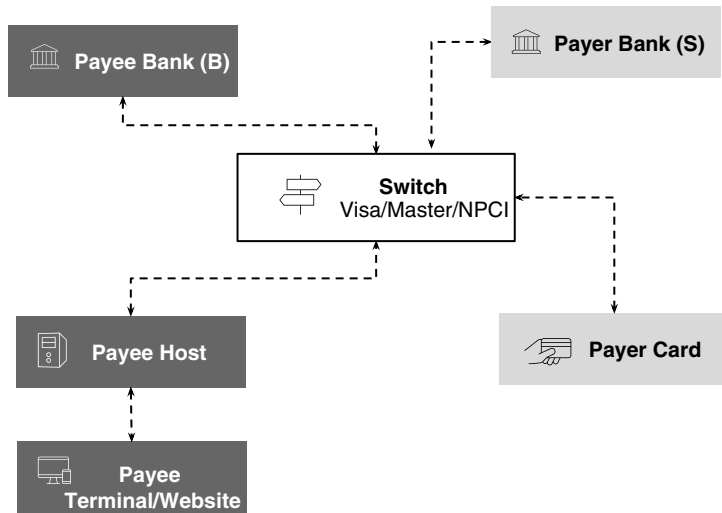 Payee Bank (B)
Payer Bank (S)
Switch
Visa/Master/NPCI
Payee Host
Payer Card
Payee
Terminal/Website